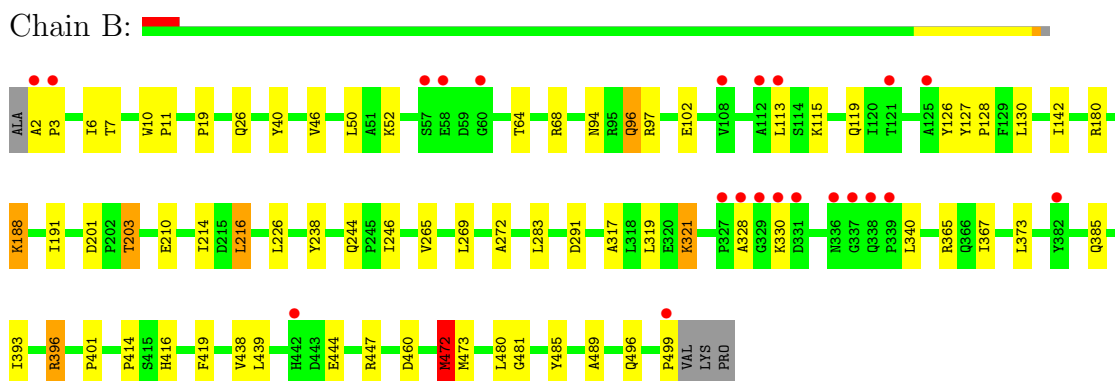 Chain B:
ALA A2 P3 I6 T7 W10 P11 P19 Q26 Y40 V46 L50 A51 K52 S57 E58 D59 G60 T64 R68 N94 R95 Q96 R97 E102 V108 A112 L113 S114 K115 Q119 I120 T121 A125 Y126 Y127 P128 F129 L130 I142 R180
K188 I191 D201 P202 T203 E210 I214 D215 L216 L226 Y238 Q244 P245 I246 V265 L269 A272 L283 D291 A317 L318 L319 E320 K321 P327 A328 G329 K330 D331 N336 G337 Q338 P339 L340 R365 Q366 I367 L373 Y382 Q385
I393 R396 P401 P414 S415 H416 F419 V438 L439 H442 D443 E444 R447 D460 M472 M473 L480 G481 Y485 A489 Q496 P499 VAL LYS PRO